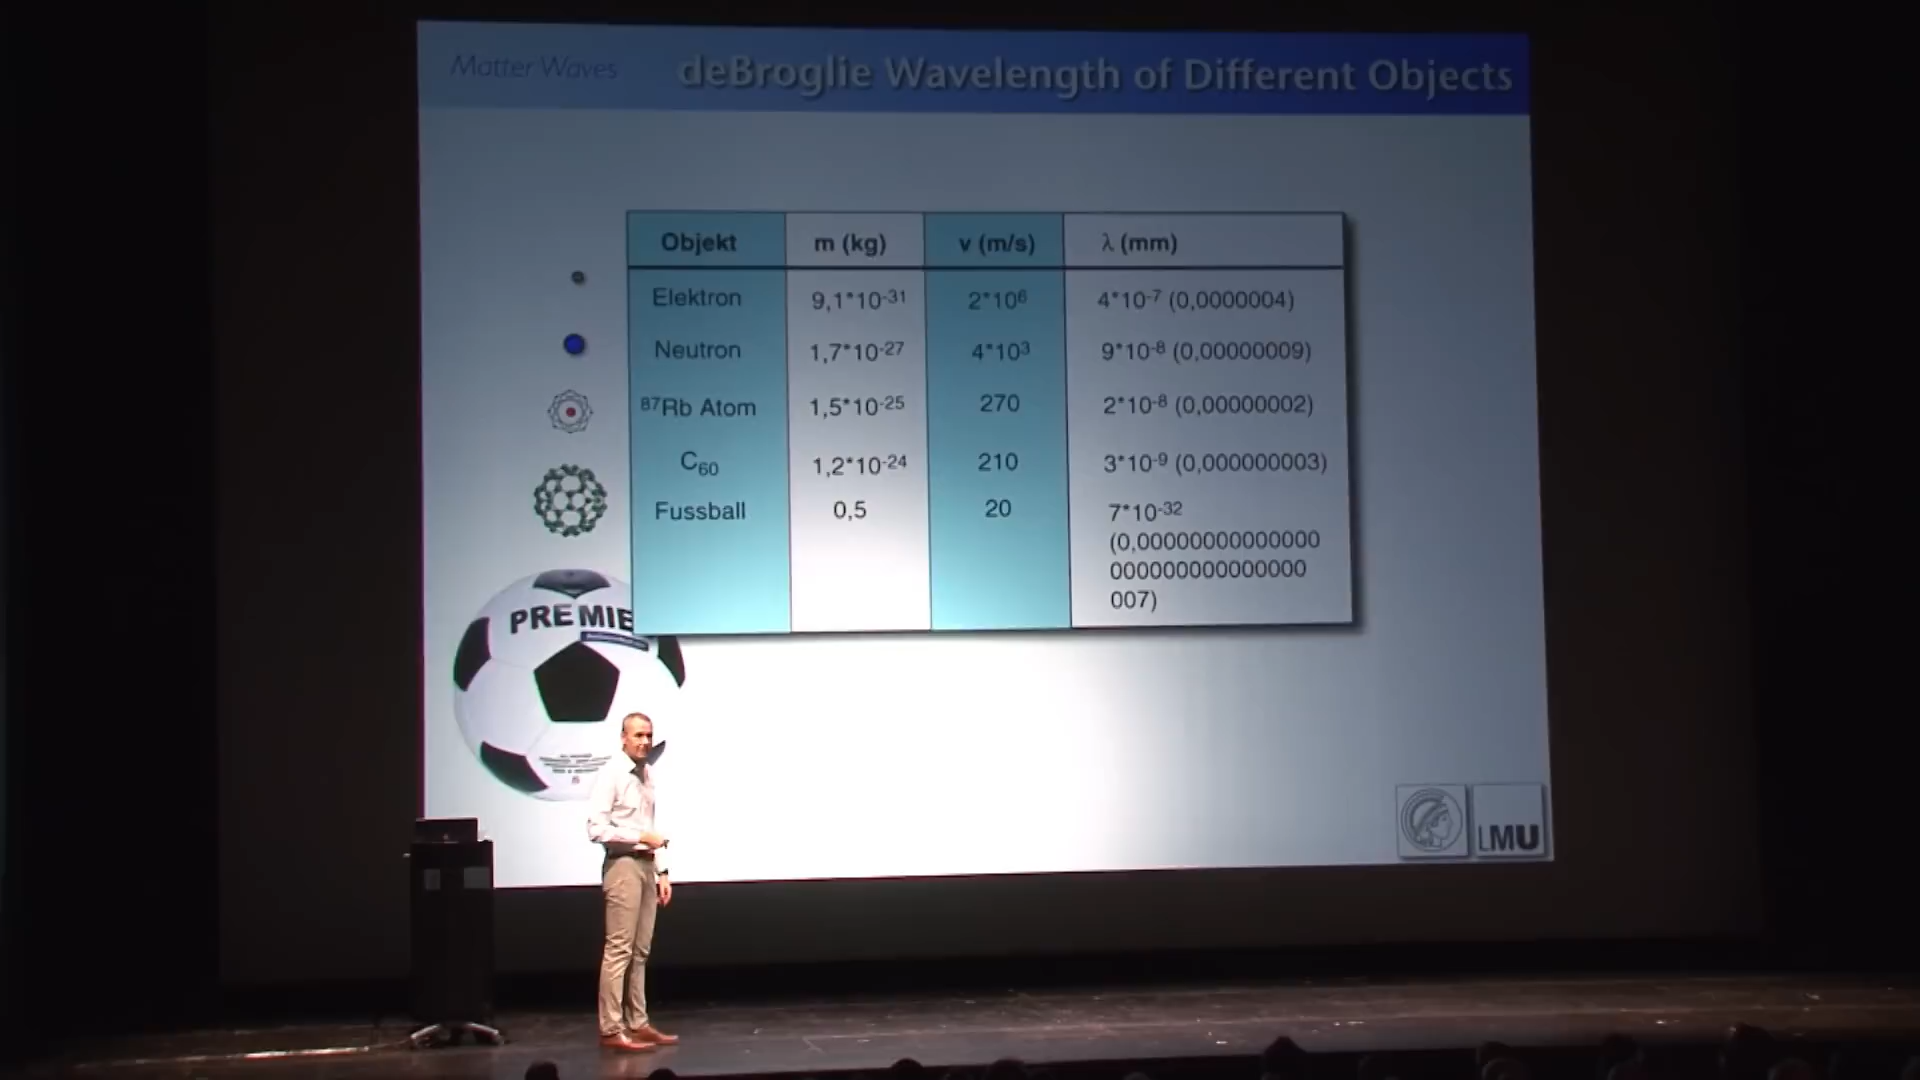 Matter Waves
deBroglie Wavelength of Different Objects
Objekt m (kg) v (m/s) λ (mm)
Elektron 9,1*10⁻³¹ 2*10⁶ 4*10⁻⁷ (0,0000004)
Neutron 1,7*10⁻²⁷ 4*10³ 9*10⁻⁸ (0,00000009)
⁸⁷Rb Atom 1,5*10⁻²⁵ 270 2*10⁻⁸ (0,00000002)
C₆₀ 1,2*10⁻²⁴ 210 3*10⁻⁹ (0,000000003)
Fussball 0,5 20 7*10⁻³²
(0,00000000000000
000000000000000
007)
PREMIE
LMU